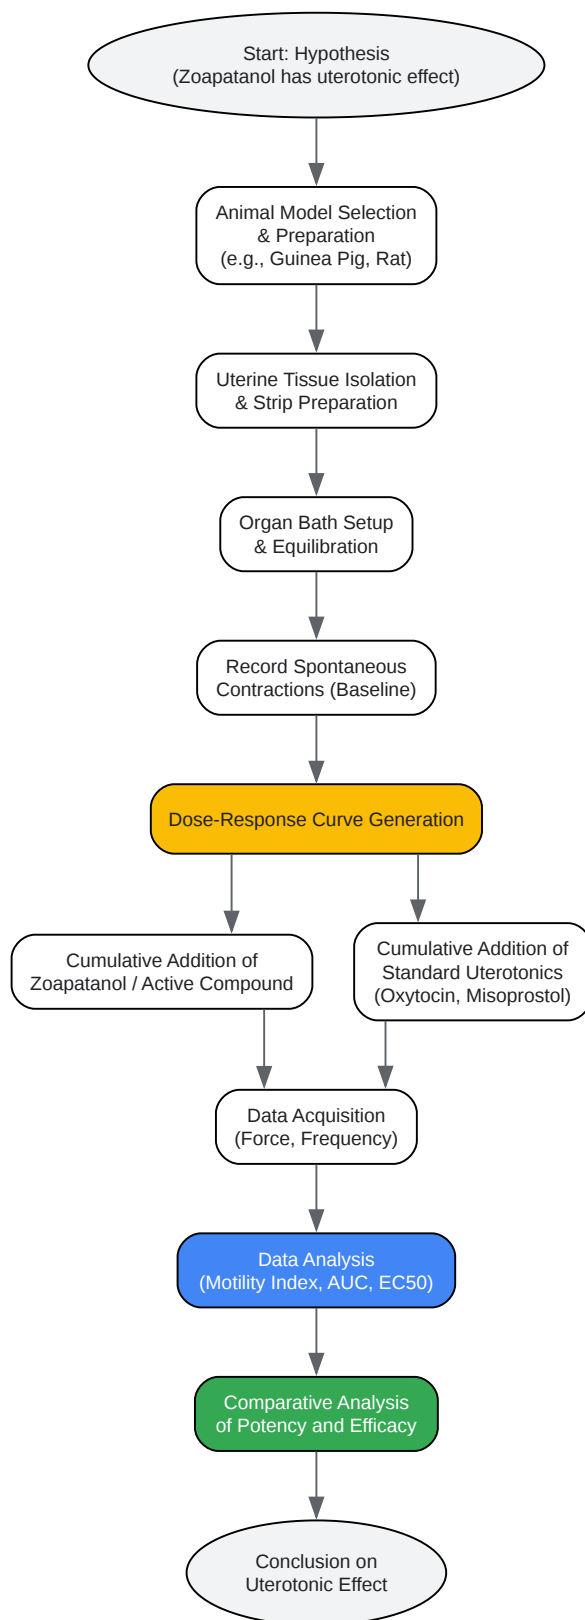 Start: Hypothesis
(Zoapatanol has uterotonic effect)
Animal Model Selection
& Preparation
(e.g., Guinea Pig, Rat)
Uterine Tissue Isolation
& Strip Preparation
Organ Bath Setup
& Equilibration
Record Spontaneous
Contractions (Baseline)
Dose-Response Curve Generation
Cumulative Addition of
Zoapatanol / Active Compound
Cumulative Addition of
Standard Uterotonics
(Oxytocin, Misoprostol)
Data Acquisition
(Force, Frequency)
Data Analysis
(Motility Index, AUC, EC50)
Comparative Analysis
of Potency and Efficacy
Conclusion on
Uterotonic Effect